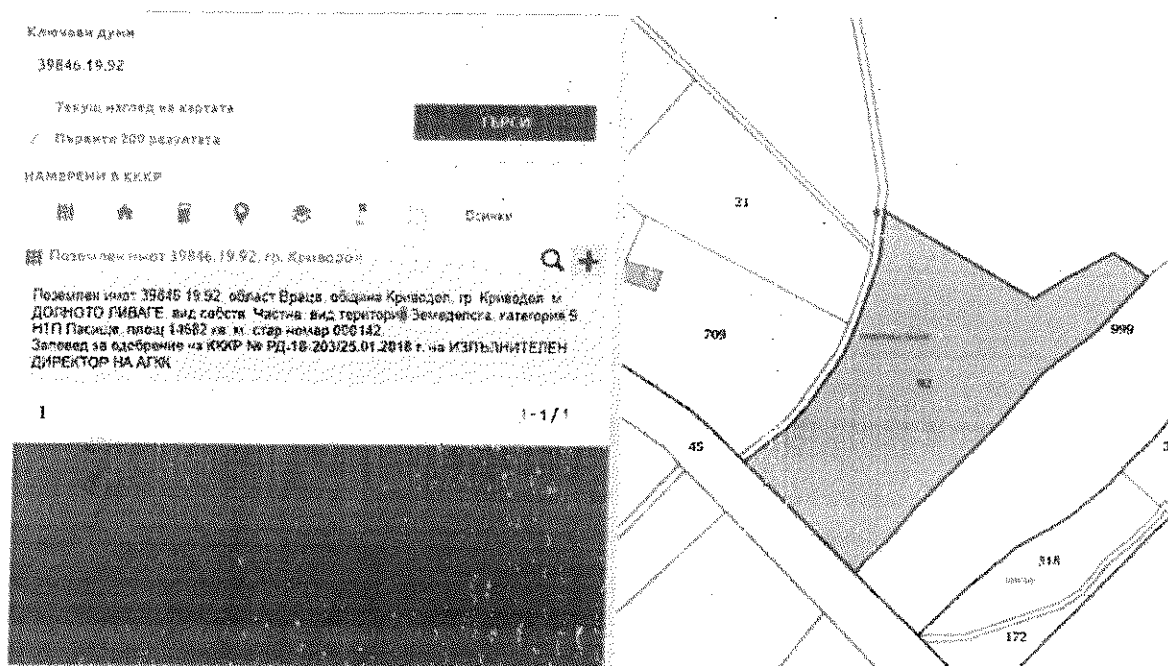 Ключови думи
39846.19.92
Текущ изглед на картата
Първите 200 резултата
ТЪРСИ
НАМЕРЕНИ В КККР
Всички
Поземлен имот 39846.19.92, гр. Криводол
Поземлен имот 39846.19.92, област Враца, община Криводол, гр. Криводол, м.
ДОЛНОТО ЛИВАГЕ, вид собств. Частна, вид територия Земеделска, категория 9,
НТП Пасище, площ 14682 кв. м, стар номер 000142,
Заповед за одобрение на КККР № РД-18-203/25.01.2018 г. на ИЗПЪЛНИТЕЛЕН
ДИРЕКТОР НА АГКК
1
1-1/1
21
709
999
92
45
3
318
172